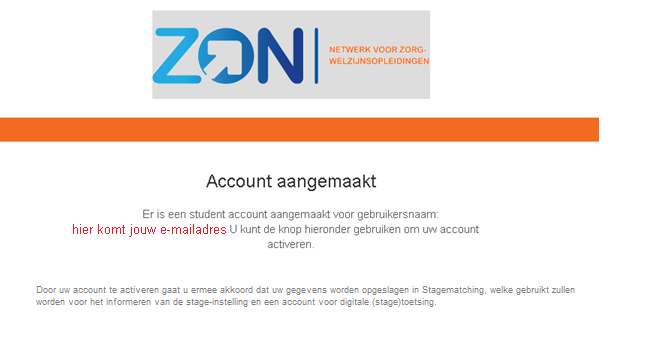 ZON
NETWERK VOOR ZORG-
WELZIJNSOPLEIDINGEN
Account aangemaakt
Er is een student account aangemaakt voor gebruikersnaam:
hier komt jouw e-mailadres U kunt de knop hieronder gebruiken om uw account
activeren.
Door uw account te activeren gaat u ermee akkoord dat uw gegevens worden opgeslagen in Stagematching, welke gebruikt zullen
worden voor het informeren van de stage-instelling en een account voor digitale (stage)toetsing.